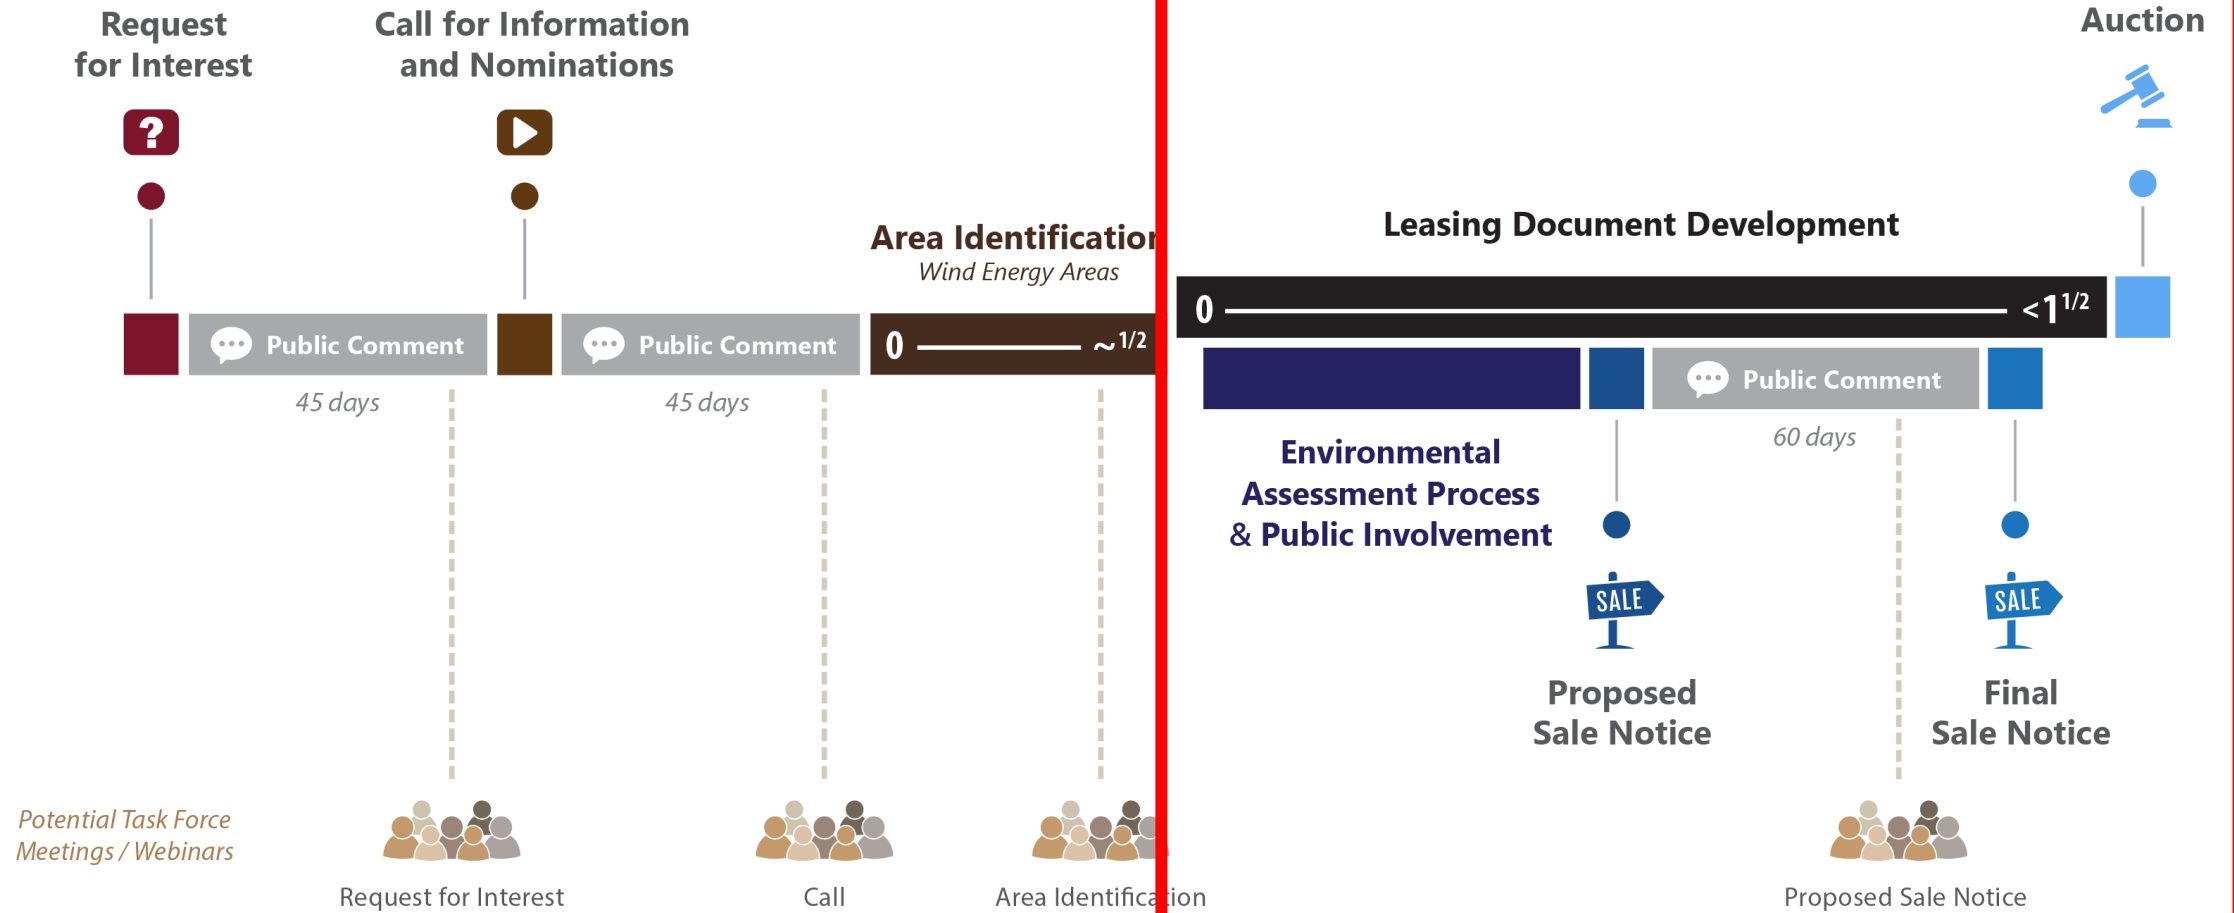 Request
for Interest
?
Call for Information
and Nominations
Auction
Area Identification
Wind Energy Areas
Leasing Document Development
Public Comment
Public Comment
0
~1/2
0
<1 1/2
45 days
45 days
Public Comment
60 days
Environmental
Assessment Process
& Public Involvement
SALE
SALE
Proposed
Sale Notice
Final
Sale Notice
Potential Task Force
Meetings / Webinars
Request for Interest
Call
Area Identification
Proposed Sale Notice